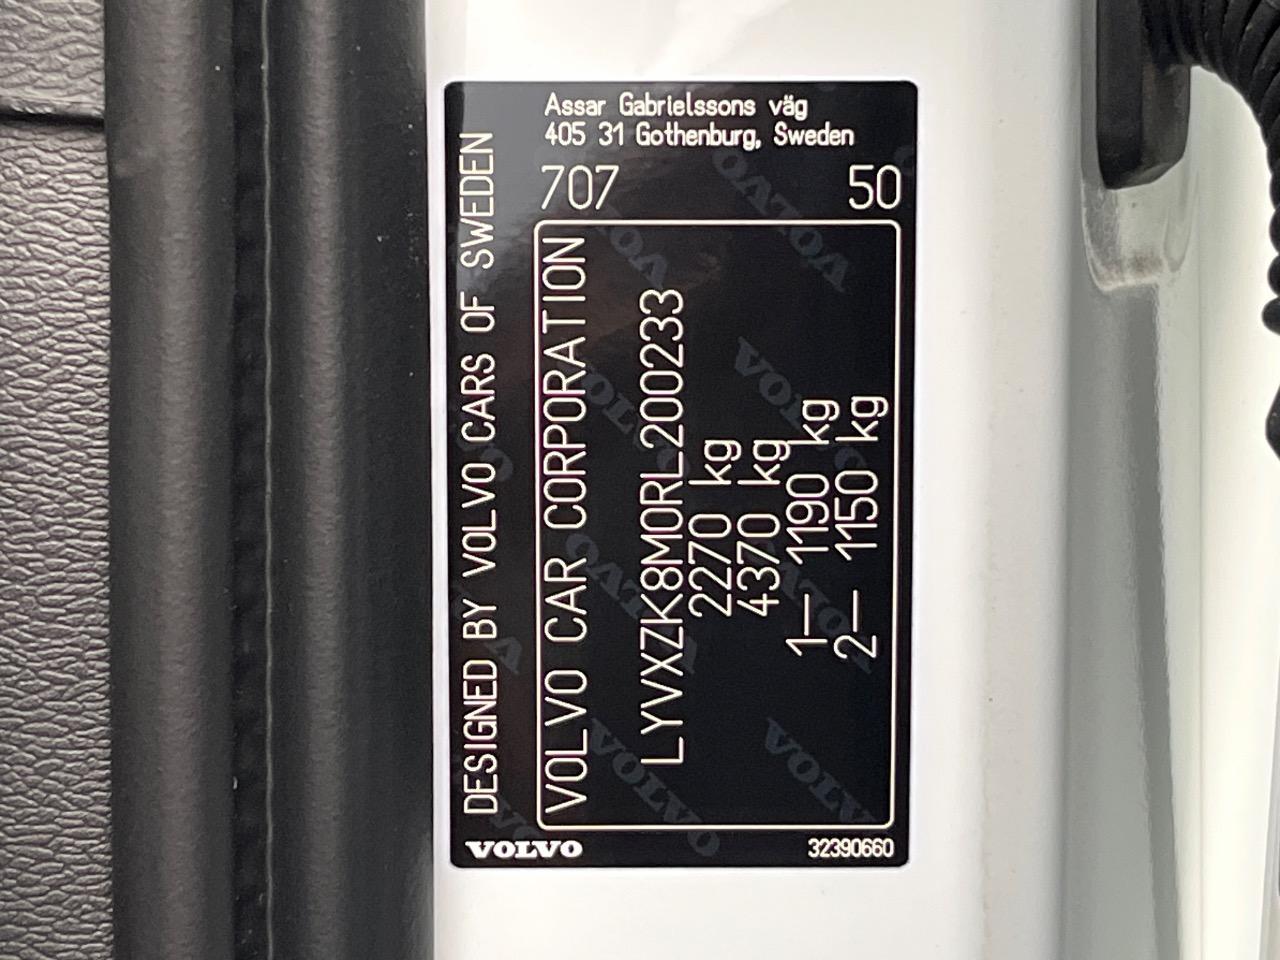 Assar Gabrielssons väg
405 31 Gothenburg, Sweden
707 50
DESIGNED BY VOLVO CARS OF SWEDEN
VOLVO CAR CORPORATION
LYVXZK8M0RL200233
2270 kg
4370 kg
1— 1190 kg
2— 1150 kg
VOLVO
32390660